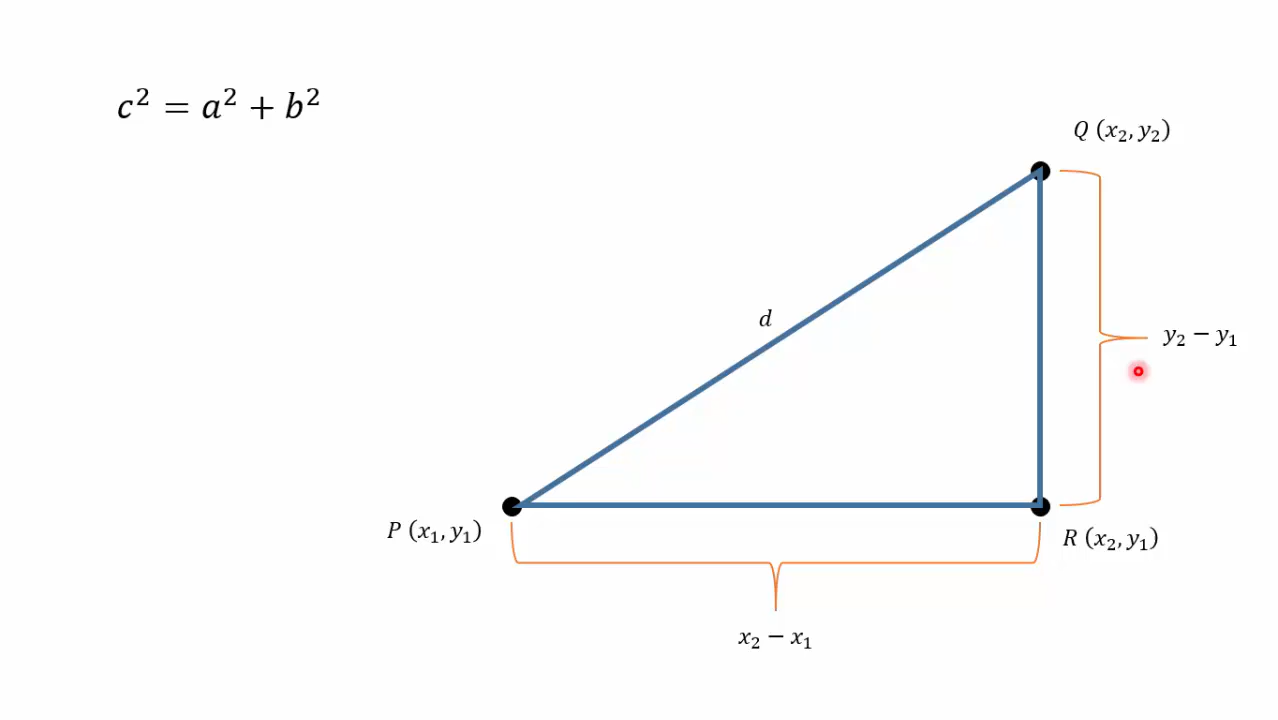 c² = a² + b²
Q (x₂, y₂)
d
y₂ − y₁
P (x₁, y₁)
R (x₂, y₁)
x₂ − x₁